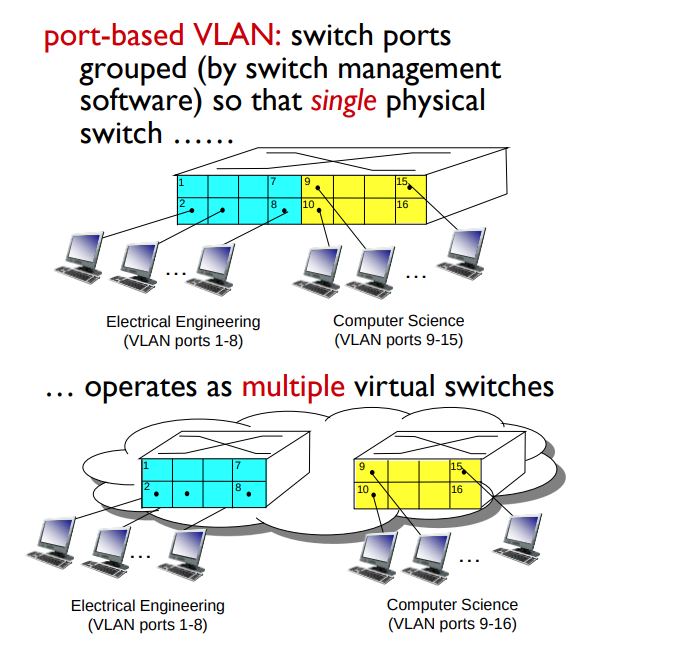 port-based VLAN: switch ports
grouped (by switch management
software) so that single physical
switch ……
1 7 9 15
2 8 10 16
… …
Electrical Engineering
(VLAN ports 1-8)
Computer Science
(VLAN ports 9-15)
… operates as multiple virtual switches
1 7 9 15
2 8 10 16
… …
Electrical Engineering
(VLAN ports 1-8)
Computer Science
(VLAN ports 9-16)